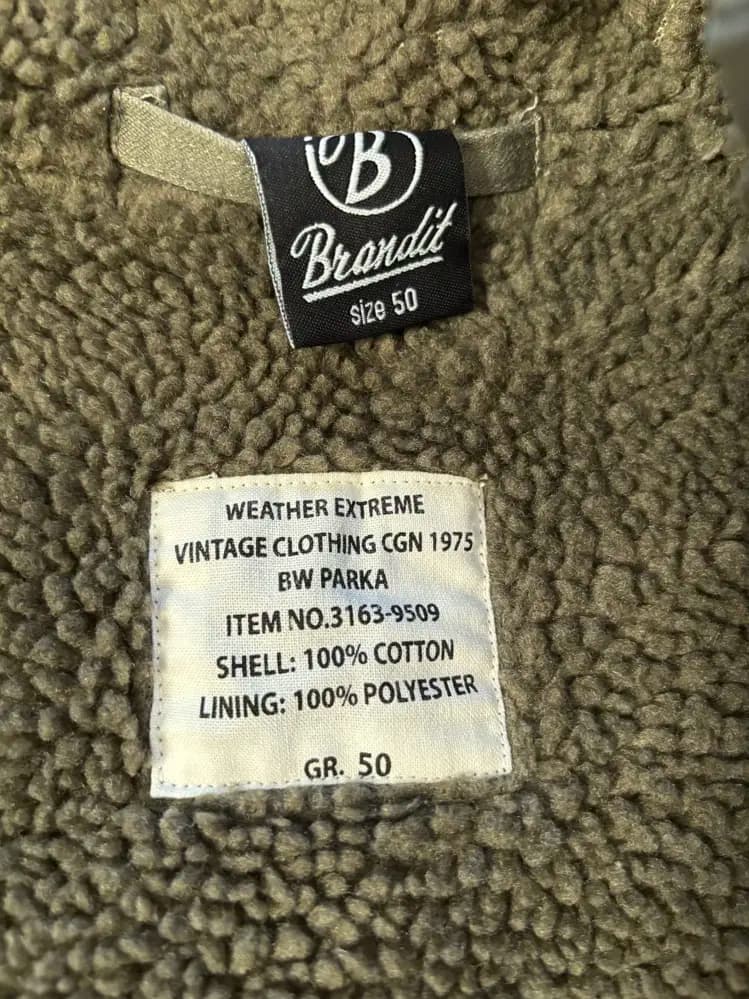 B
Brandit
size 50
WEATHER EXTREME
VINTAGE CLOTHING CGN 1975
BW PARKA
ITEM NO.3163-9509
SHELL: 100% COTTON
LINING: 100% POLYESTER
GR. 50